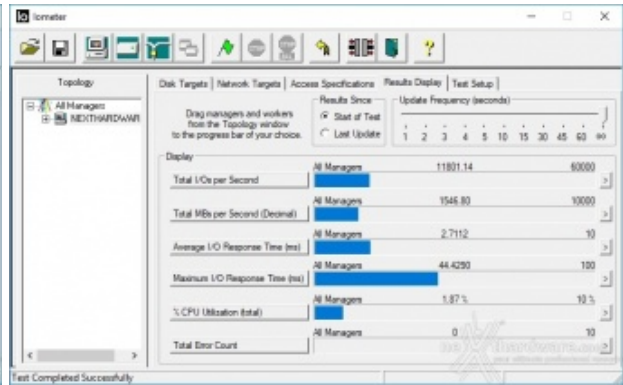 Iometer
Topology
All Managers
NEXTHARDWAR
Disk Targets | Network Targets | Access Specifications | Results Display | Test Setup
Drag managers and workers
from the Topology window
to the progress bar of your choice.
Results Since
Start of Test
Last Update
Update Frequency (seconds)
1 2 3 4 5 10 15 30 45 60 ∞
Display
All Managers 11801.14 60000
Total I/Os per Second
All Managers 1546.80 10000
Total MBs per Second (Decimal)
All Managers 2.7112 10
Average I/O Response Time (ms)
All Managers 44.4290 100
Maximum I/O Response Time (ms)
All Managers 1.87 % 10 %
% CPU Utilization (total)
All Managers 0 10
Total Error Count
Test Completed Successfully